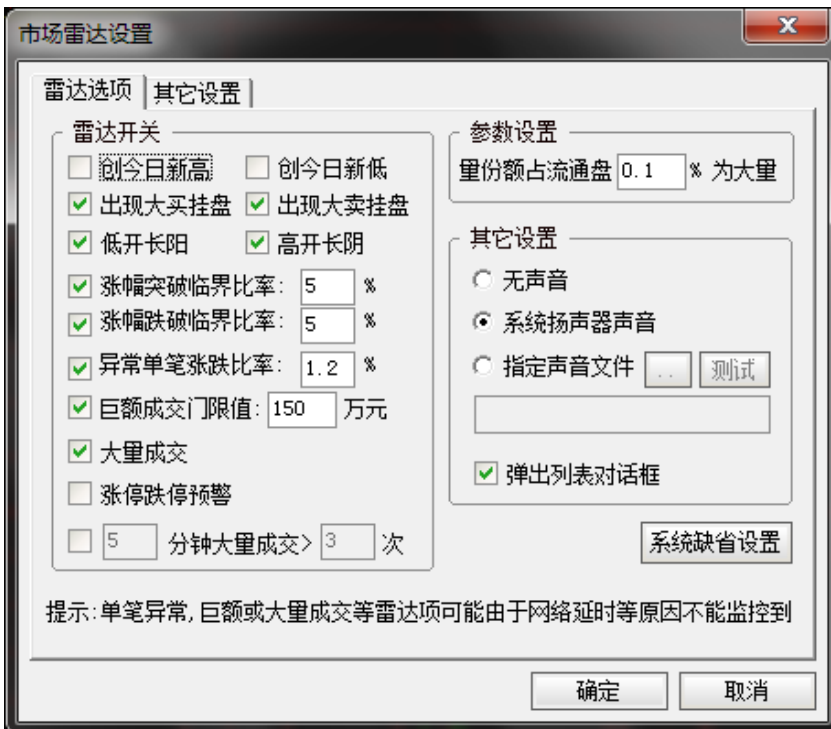 市场雷达设置
雷达选项 其它设置
雷达开关
创今日新高 创今日新低
出现大买挂盘 出现大卖挂盘
低开长阳 高开长阴
涨幅突破临界比率: 5 %
涨幅跌破临界比率: 5 %
异常单笔涨跌比率: 1.2 %
巨额成交门限值: 150 万元
大量成交
涨停跌停预警
5 分钟大量成交> 3 次
参数设置
量份额占流通盘 0.1 % 为大量
其它设置
无声音
系统扬声器声音
指定声音文件 .. 测试
弹出列表对话框
系统缺省设置
提示:单笔异常,巨额或大量成交等雷达项可能由于网络延时等原因不能监控到
确定 取消